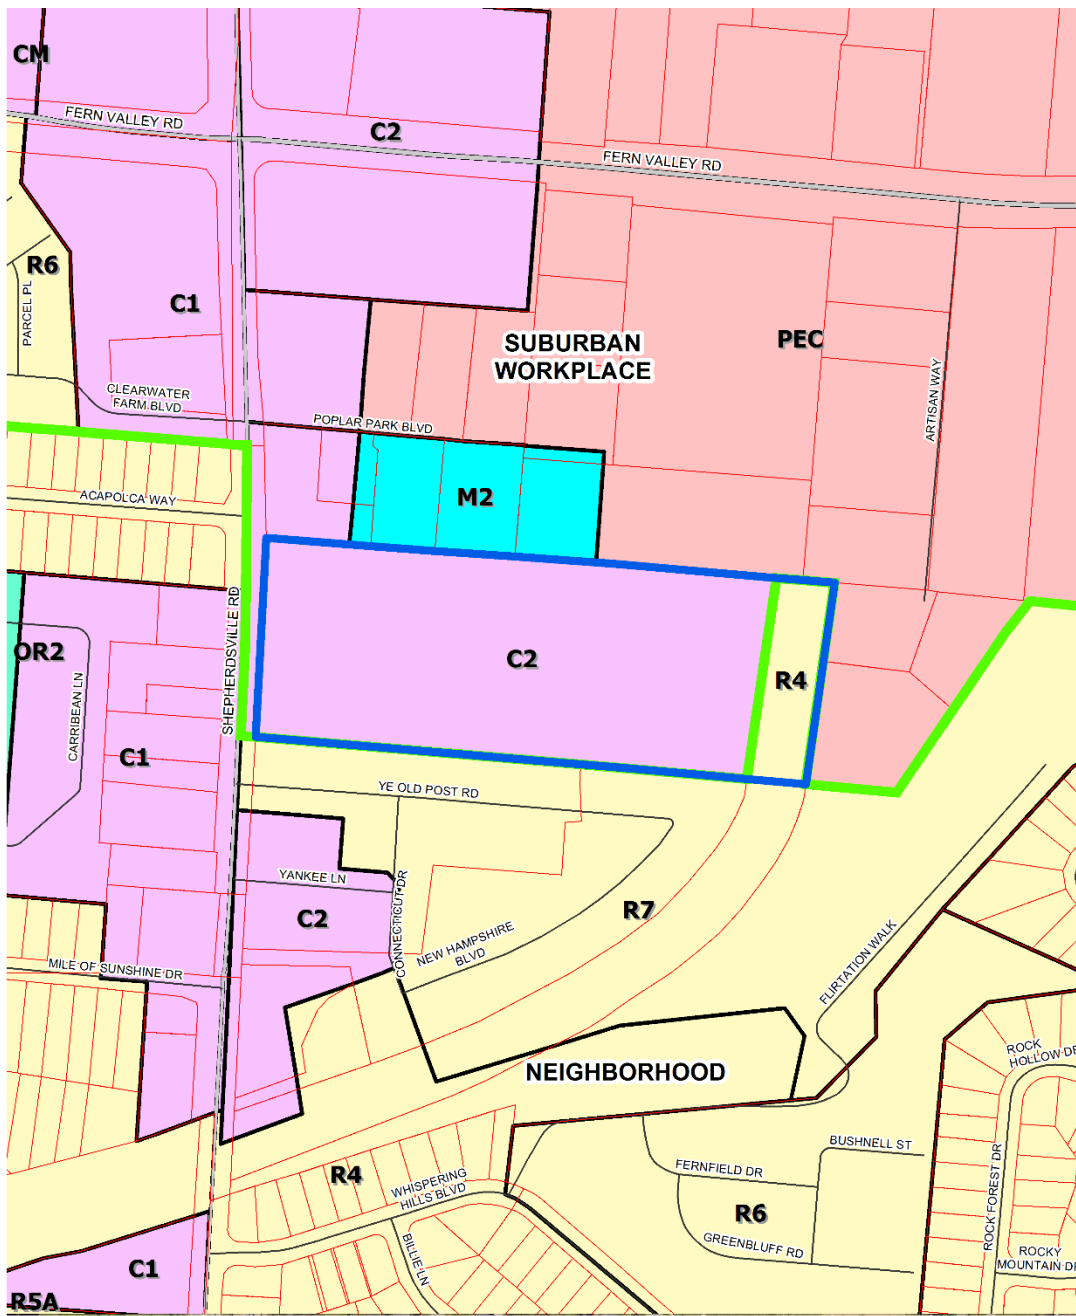 CM
FERN VALLEY RD
C2
FERN VALLEY RD
R6
PARCEL PL
C1
SUBURBAN
WORKPLACE
PEC
ARTISAN WAY
CLEARWATER
FARM BLVD
POPLAR PARK BLVD
ACAPOLCA WAY
M2
SHEPHERDSVILLE RD
OR2
CARRIBEAN LN
C2
R4
C1
YE OLD POST RD
YANKEE LN
CONNECTICUT DR
C2
R7
NEW HAMPSHIRE
BLVD
FLIRTATION WALK
MILE OF SUNSHINE DR
NEIGHBORHOOD
ROCK
HOLLOW DR
BUSHNELL ST
FERNFIELD DR
R4
WHISPERING
HILLS BLVD
R6
ROCK FOREST DR
GREENBLUFF RD
BILLIE LN
ROCKY
MOUNTAIN DR
C1
R5A